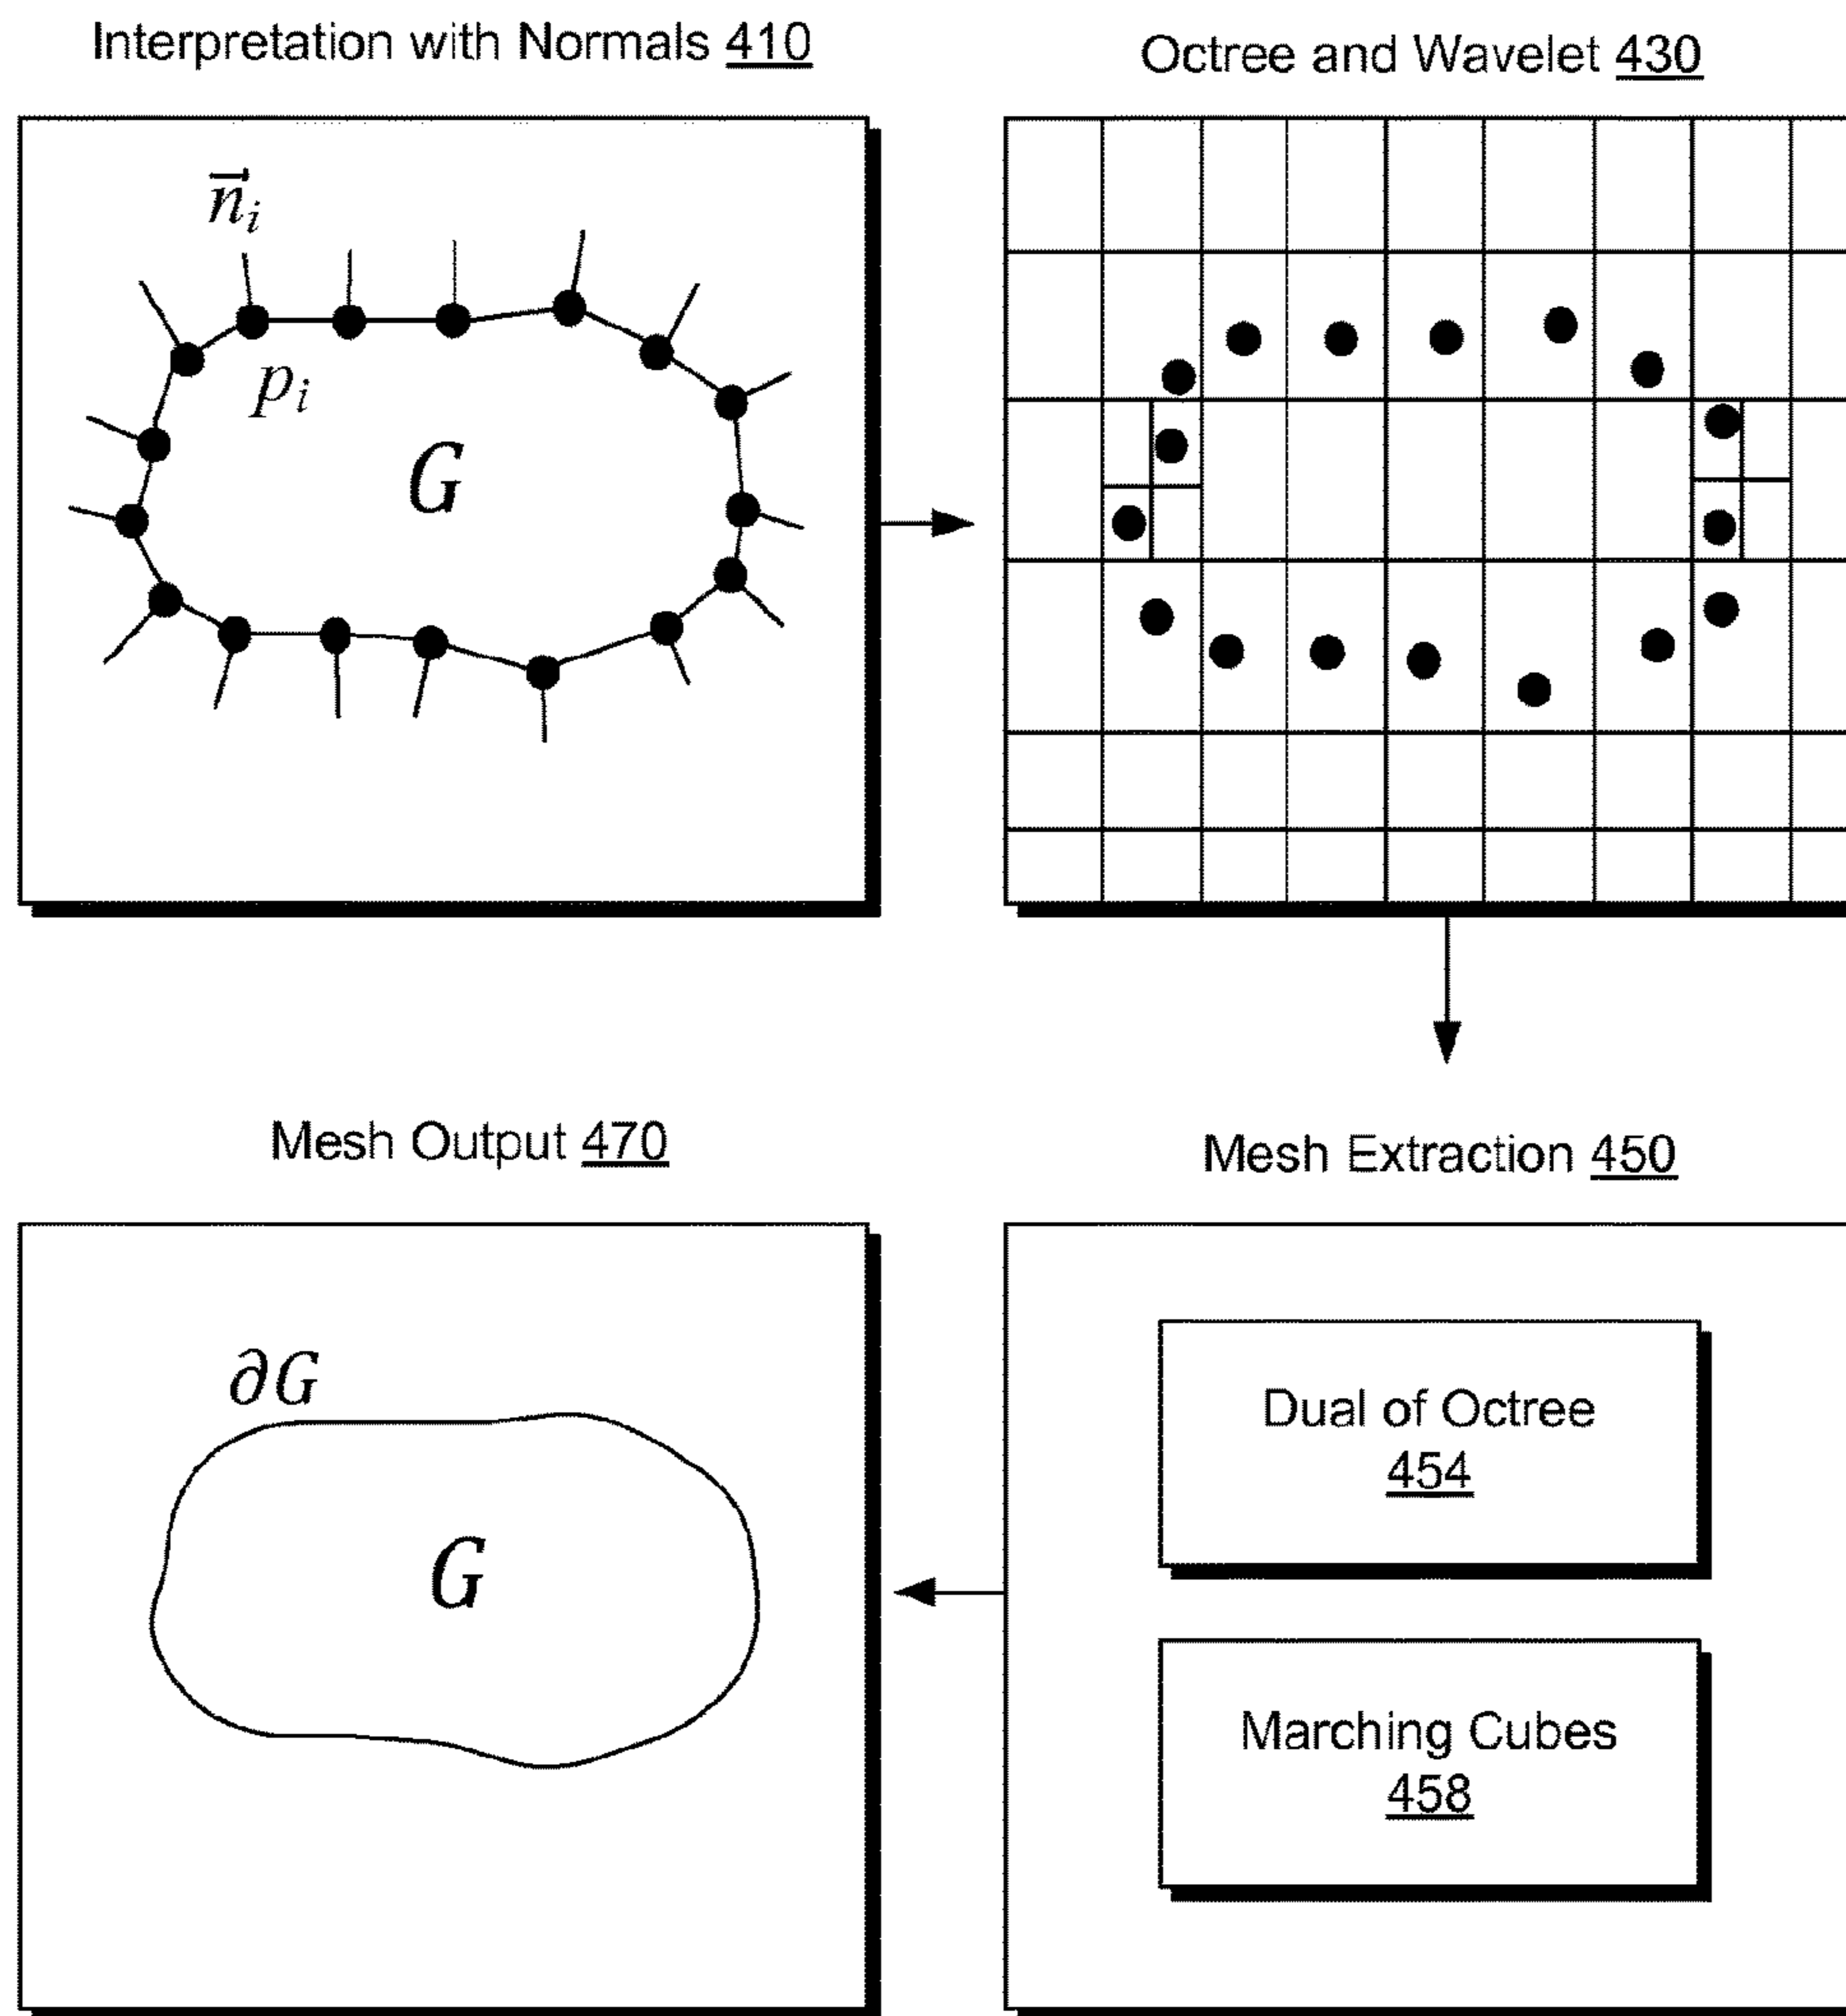 Interpretation with Normals 410
Octree and Wavelet 430
n⃗ᵢ
pᵢ
G
Mesh Output 470
Mesh Extraction 450
∂G
G
Dual of Octree
454
Marching Cubes
458